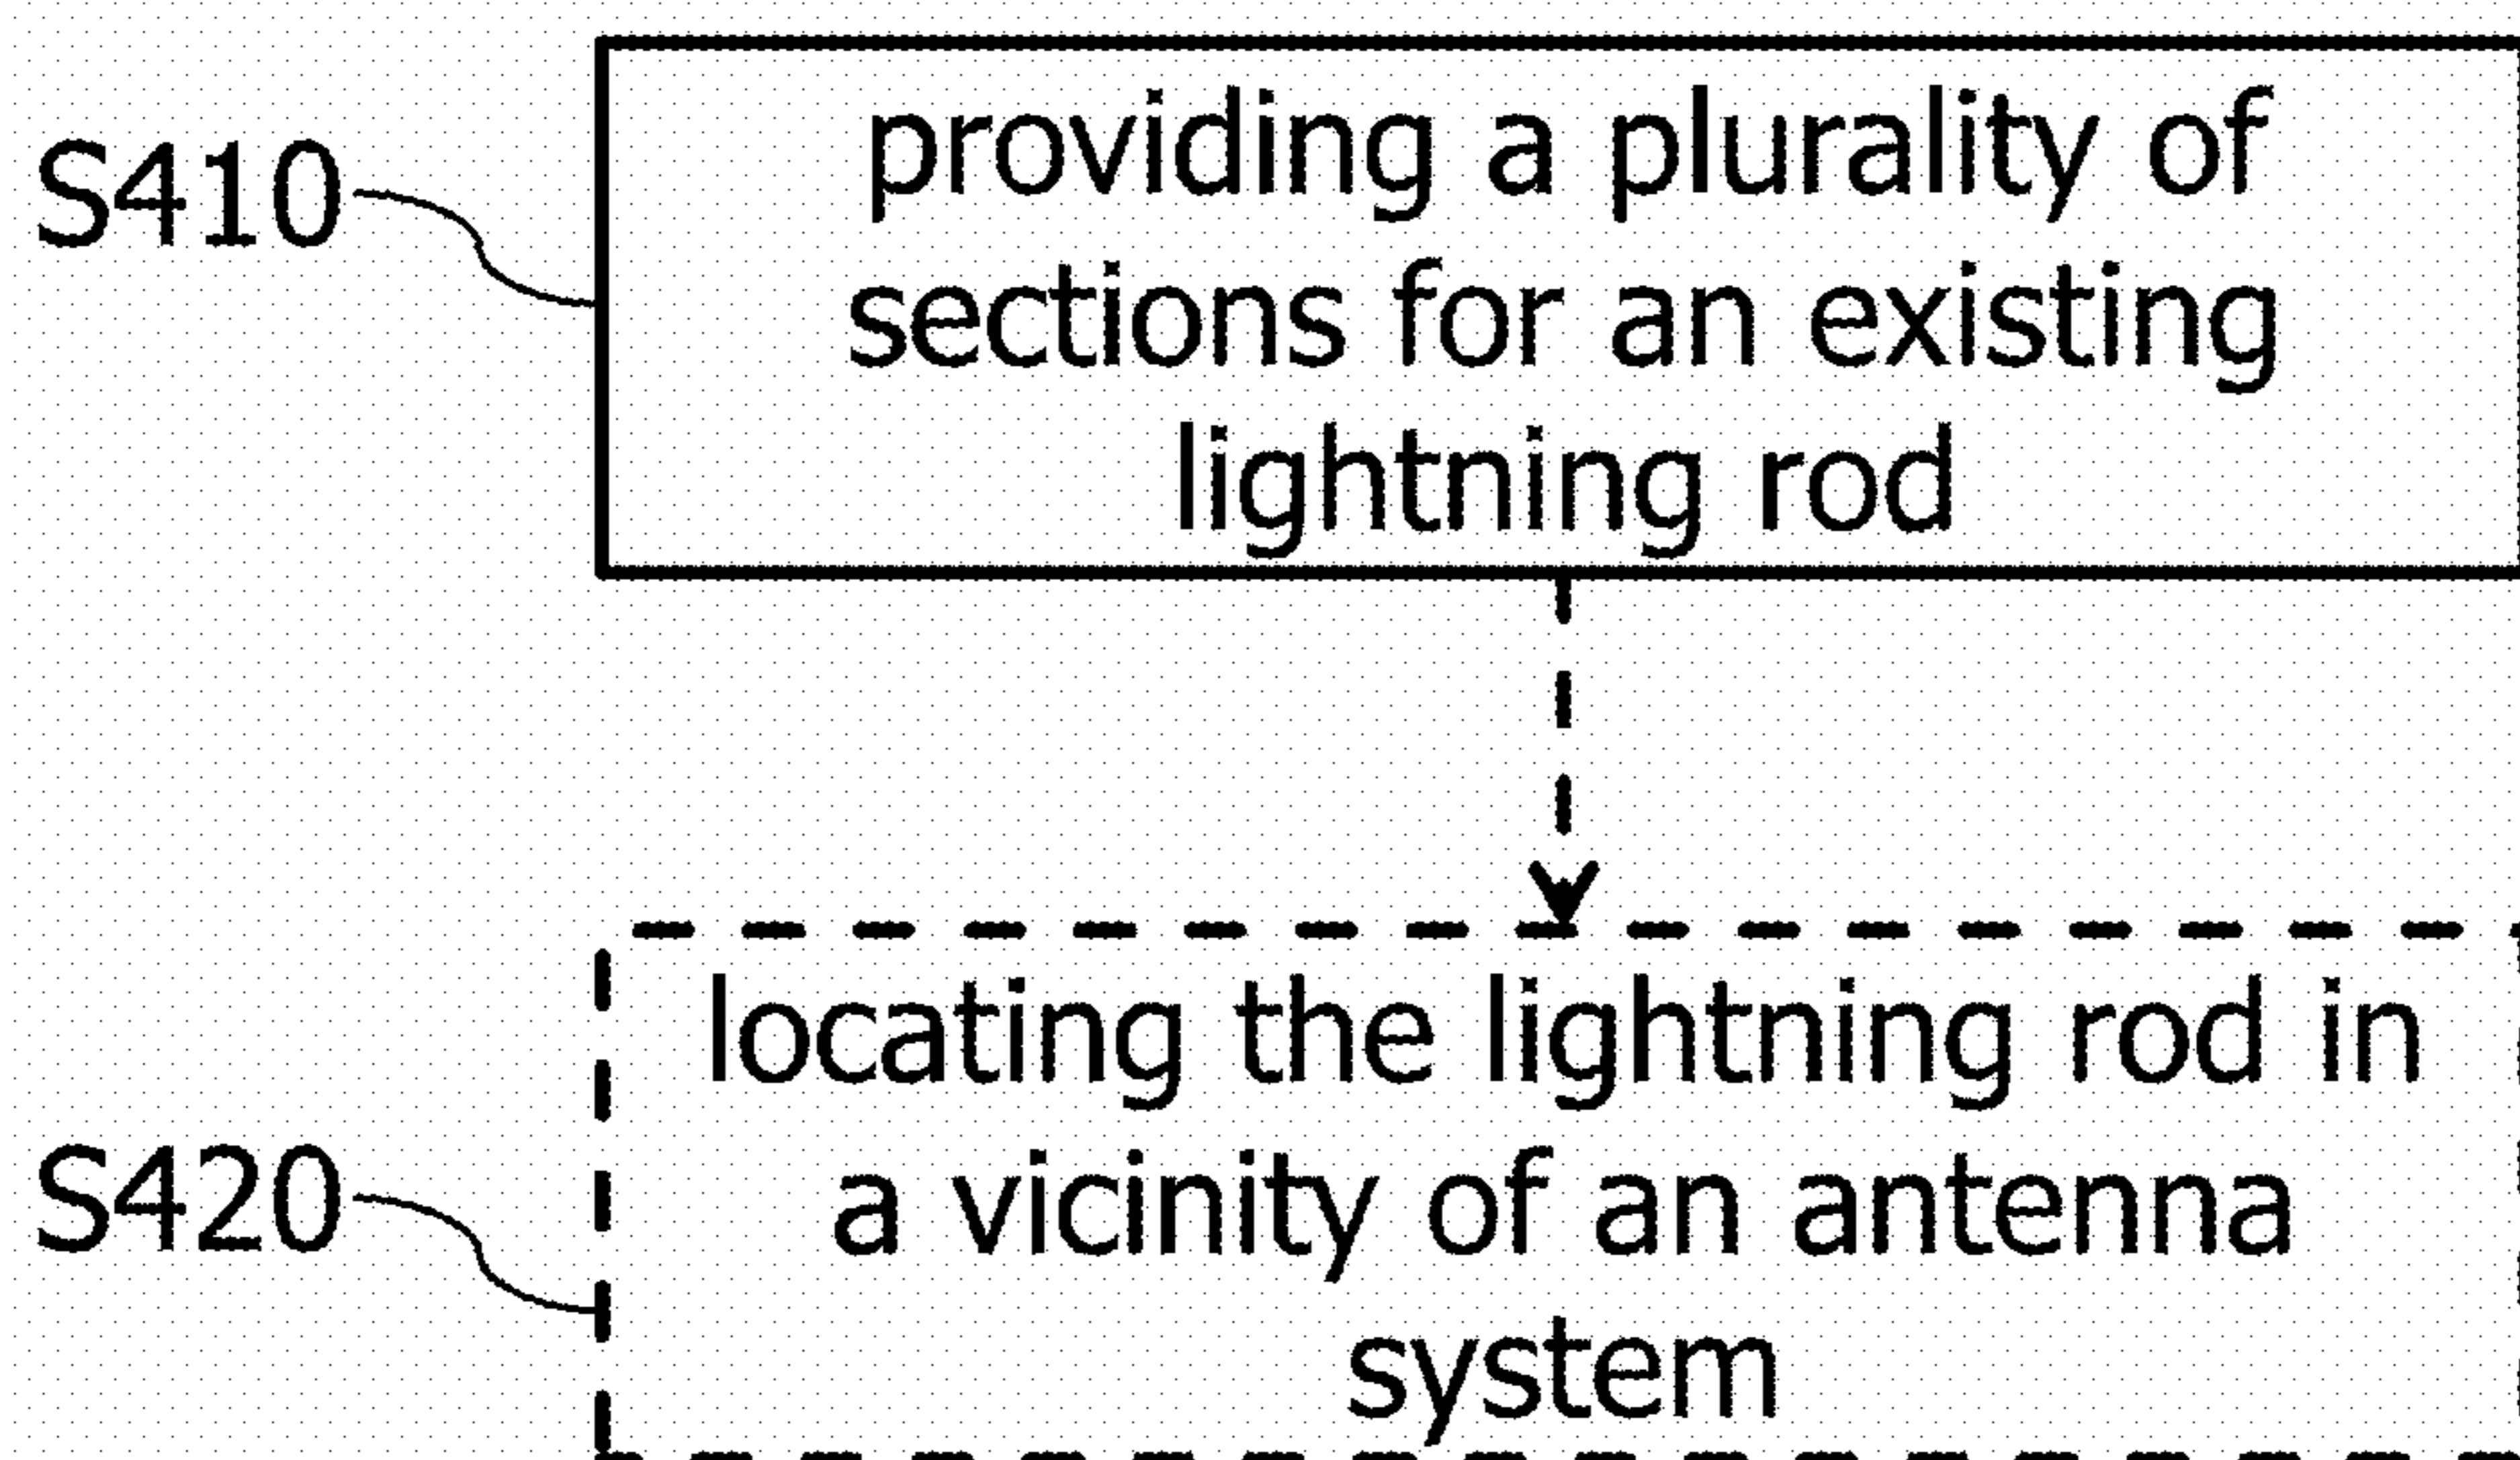 S410
providing a plurality of
sections for an existing
lightning rod
S420
locating the lightning rod in
a vicinity of an antenna
system